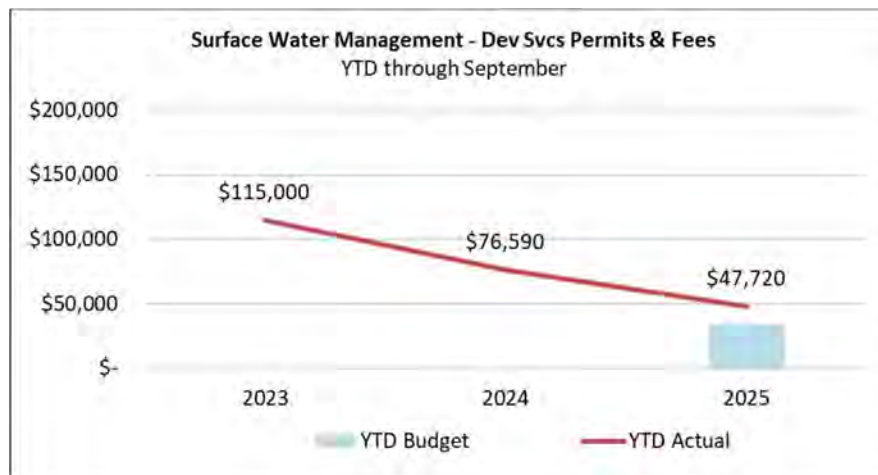 Surface Water Management - Dev Svcs Permits & Fees
YTD through September
$200,000
$150,000
$115,000
$100,000
$76,590
$47,720
$50,000
$-
2023 2024 2025
YTD Budget YTD Actual